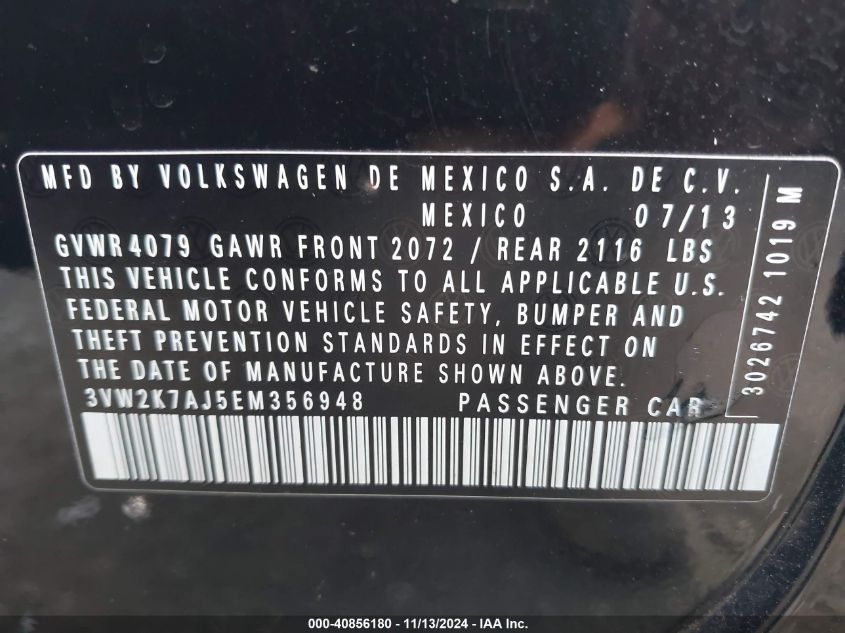 MFD BY VOLKSWAGEN DE MEXICO S.A. DE C.V.
MEXICO 07/13
GVWR 4079 GAWR FRONT 2072 / REAR 2116 LBS
THIS VEHICLE CONFORMS TO ALL APPLICABLE U.S.
FEDERAL MOTOR VEHICLE SAFETY, BUMPER AND
THEFT PREVENTION STANDARDS IN EFFECT ON
THE DATE OF MANUFACTURE SHOWN ABOVE.
3VW2K7AJ5EM356948 PASSENGER CAR
3026742 1019 M
000-40856180 - 11/13/2024 - IAA Inc.